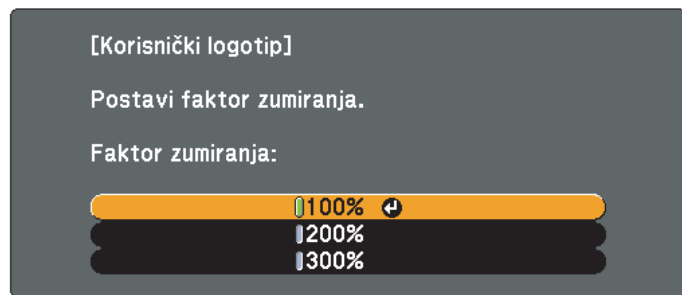 [Korisnički logotip]
Postavi faktor zumiranja.
Faktor zumiranja:
100%
200%
300%